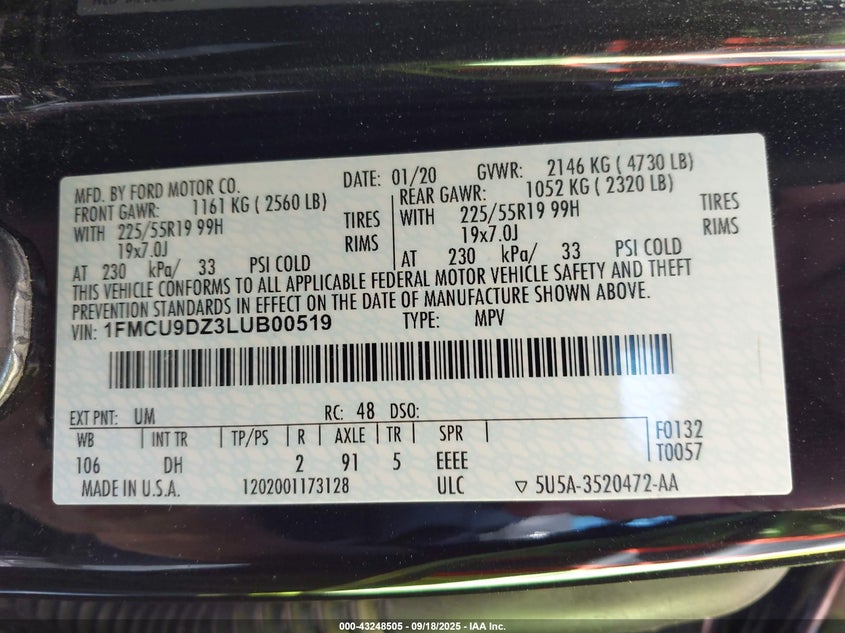 MFD. BY FORD MOTOR CO. DATE: 01/20 GVWR: 2146 KG ( 4730 LB)
FRONT GAWR: 1161 KG ( 2560 LB) REAR GAWR: 1052 KG ( 2320 LB)
WITH 225/55R19 99H TIRES WITH 225/55R19 99H TIRES
19x7.0J RIMS 19x7.0J RIMS
AT 230 kPa/ 33 PSI COLD AT 230 kPa/ 33 PSI COLD
THIS VEHICLE CONFORMS TO ALL APPLICABLE FEDERAL MOTOR VEHICLE SAFETY AND THEFT
PREVENTION STANDARDS IN EFFECT ON THE DATE OF MANUFACTURE SHOWN ABOVE.
VIN: 1FMCU9DZ3LUB00519 TYPE: MPV
EXT PNT: UM RC: 48 DSO:
WB INT TR TP/PS R AXLE TR SPR F0132
106 DH 2 91 5 EEEE T0057
MADE IN U.S.A. 1202001173128 ULC ▽ 5U5A-3520472-AA
000-43248505 - 09/18/2025 - IAA Inc.